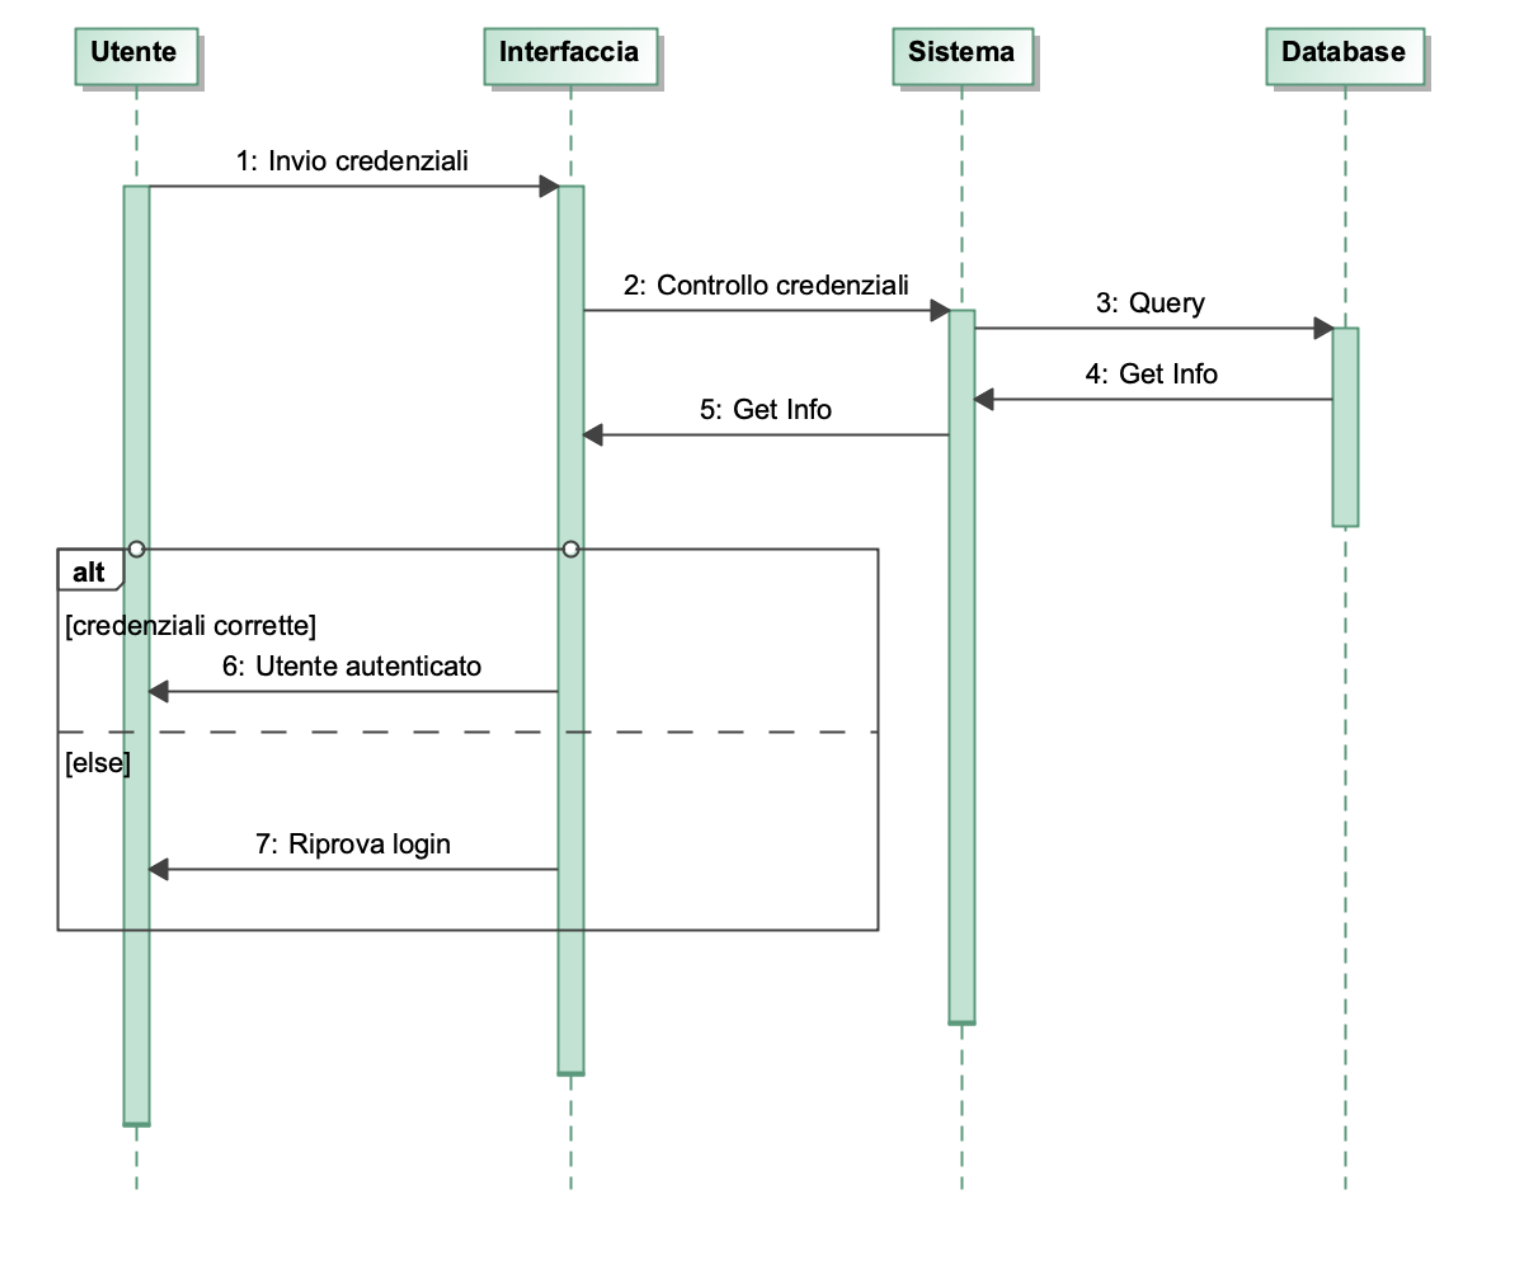 Utente
Interfaccia
Sistema
Database
1: Invio credenziali
2: Controllo credenziali
3: Query
4: Get Info
5: Get Info
alt
[credenziali corrette]
6: Utente autenticato
[else]
7: Riprova login